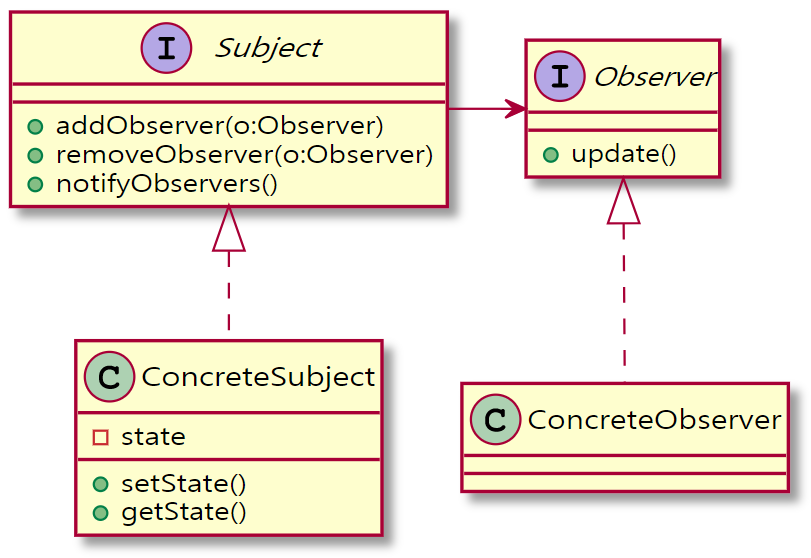 I Subject
addObserver(o:Observer)
removeObserver(o:Observer)
notifyObservers()
I Observer
update()
C ConcreteSubject
state
setState()
getState()
C ConcreteObserver